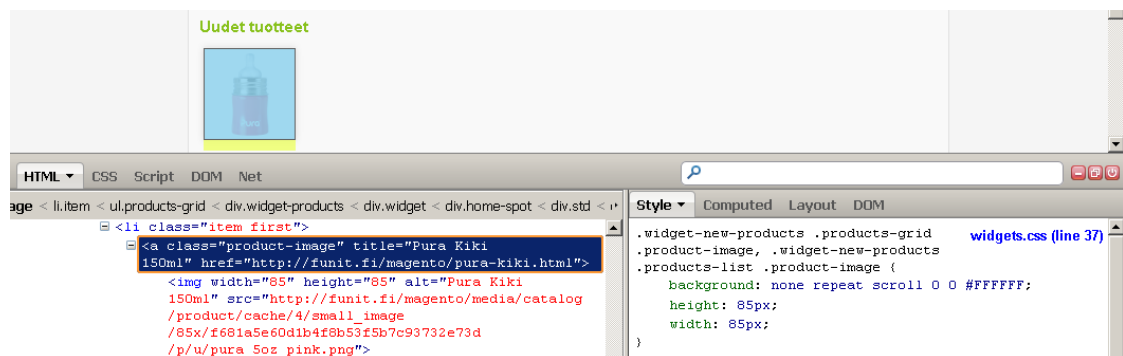 Uudet tuotteet
Pura
HTML CSS Script DOM Net
age < li.item < ul.products-grid < div.widget-products < div.widget < div.home-spot < div.std <
Style Computed Layout DOM
<li class="item first">
<a class="product-image" title="Pura Kiki
150ml" href="http://funit.fi/magento/pura-kiki.html">
<img width="85" height="85" alt="Pura Kiki
150ml" src="http://funit.fi/magento/media/catalog
/product/cache/4/small_image
/85x/f681a5e60d1b4f8b53f5b7c93732e73d
/p/u/pura_5oz_pink.png">
.widget-new-products .products-grid widgets.css (line 37)
.product-image, .widget-new-products
.products-list .product-image {
background: none repeat scroll 0 0 #FFFFFF;
height: 85px;
width: 85px;
}